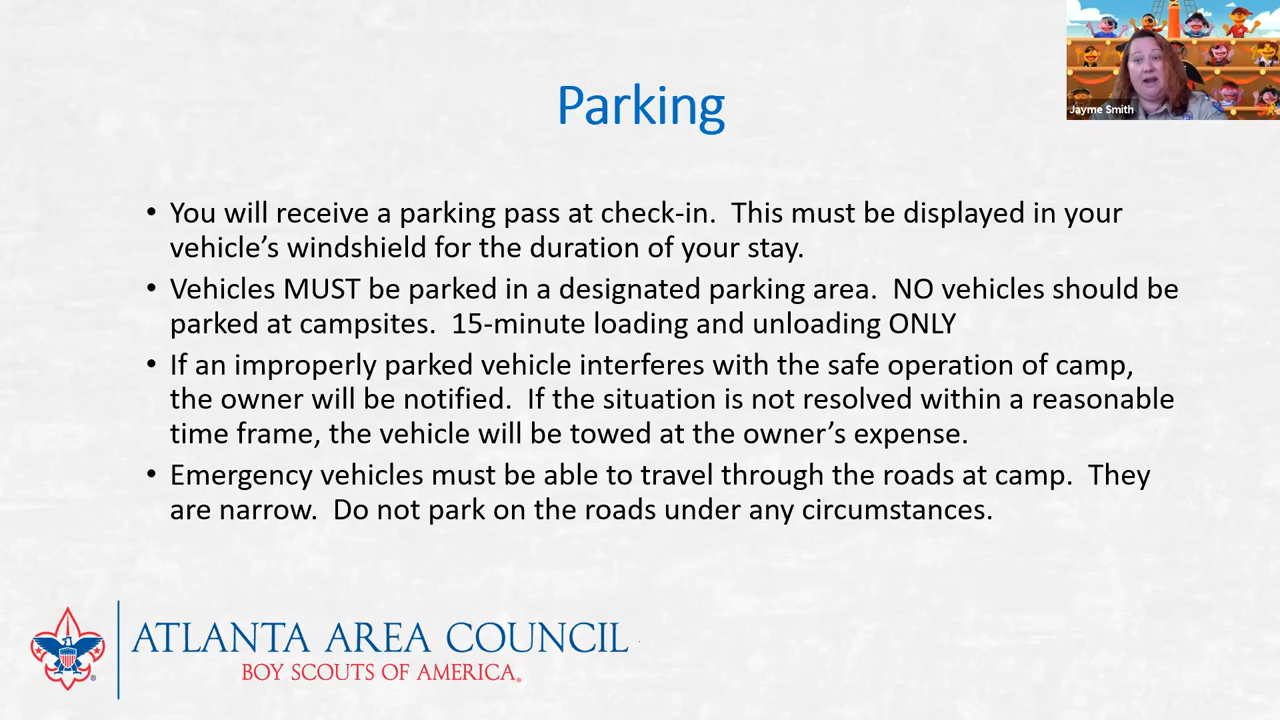 Parking
Jayme Smith
• You will receive a parking pass at check-in.  This must be displayed in your
vehicle’s windshield for the duration of your stay.
• Vehicles MUST be parked in a designated parking area.  NO vehicles should be
parked at campsites.  15-minute loading and unloading ONLY
• If an improperly parked vehicle interferes with the safe operation of camp,
the owner will be notified.  If the situation is not resolved within a reasonable
time frame, the vehicle will be towed at the owner’s expense.
• Emergency vehicles must be able to travel through the roads at camp.  They
are narrow.  Do not park on the roads under any circumstances.
ATLANTA AREA COUNCIL
BOY SCOUTS OF AMERICA®